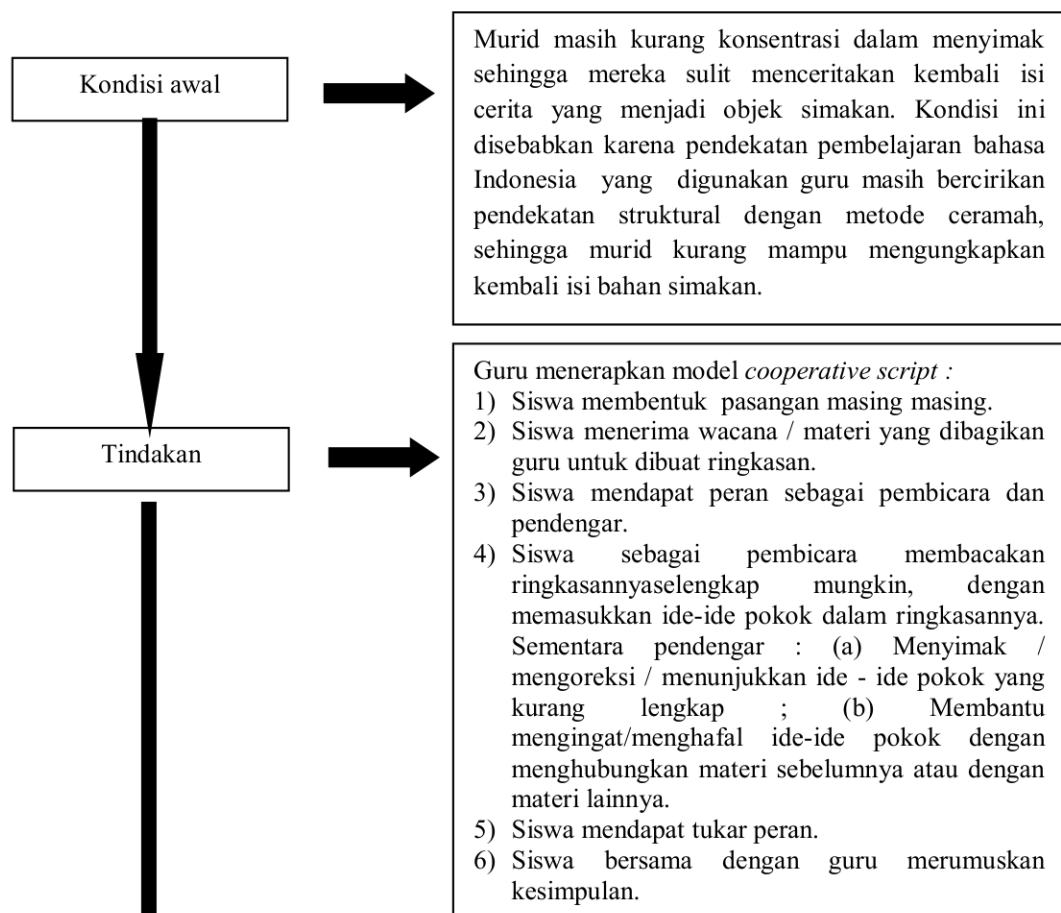 Kondisi awal
Murid masih kurang konsentrasi dalam menyimak
sehingga mereka sulit menceritakan kembali isi
cerita yang menjadi objek simakan. Kondisi ini
disebabkan karena pendekatan pembelajaran bahasa
Indonesia yang digunakan guru masih bercirikan
pendekatan struktural dengan metode ceramah,
sehingga murid kurang mampu mengungkapkan
kembali isi bahan simakan.
Tindakan
Guru menerapkan model cooperative script :
1) Siswa membentuk pasangan masing masing.
2) Siswa menerima wacana / materi yang dibagikan
guru untuk dibuat ringkasan.
3) Siswa mendapat peran sebagai pembicara dan
pendengar.
4) Siswa sebagai pembicara membacakan
ringkasannyaselengkap mungkin, dengan
memasukkan ide-ide pokok dalam ringkasannya.
Sementara pendengar : (a) Menyimak /
mengoreksi / menunjukkan ide - ide pokok yang
kurang lengkap ; (b) Membantu
mengingat/menghafal ide-ide pokok dengan
menghubungkan materi sebelumnya atau dengan
materi lainnya.
5) Siswa mendapat tukar peran.
6) Siswa bersama dengan guru merumuskan
kesimpulan.